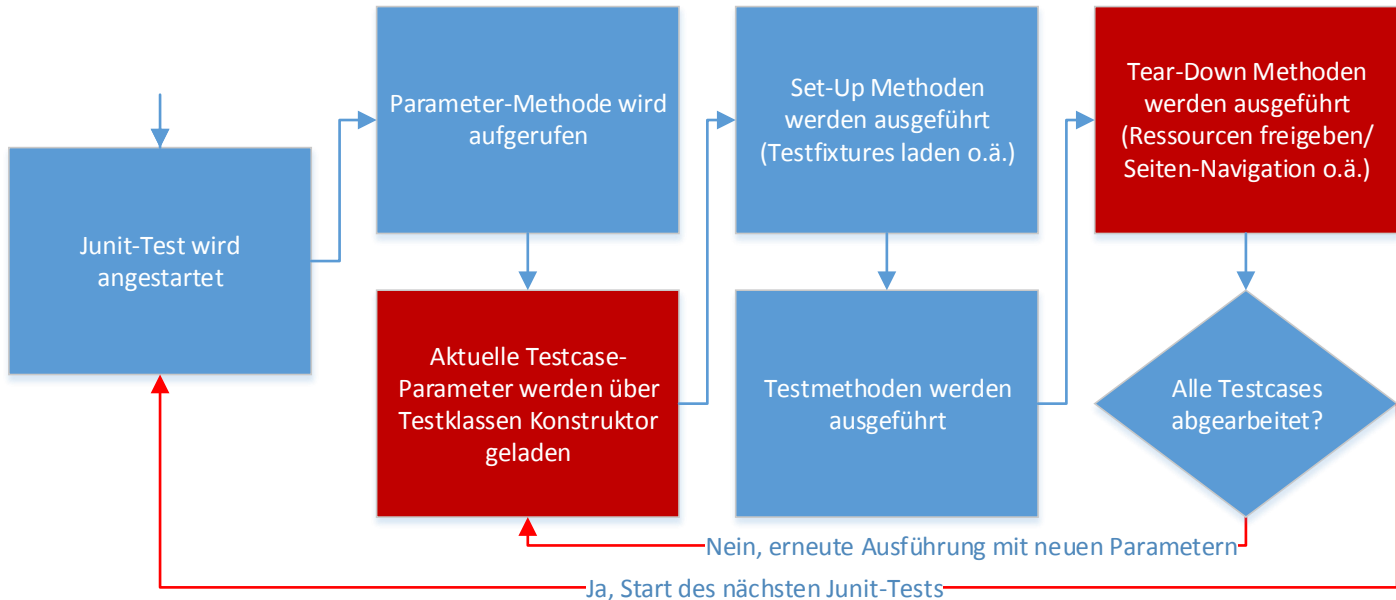 Junit-Test wird
angestartet
Parameter-Methode wird
aufgerufen
Aktuelle Testcase-
Parameter werden über
Testklassen Konstruktor
geladen
Set-Up Methoden
werden ausgeführt
(Testfixtures laden o.ä.)
Testmethoden werden
ausgeführt
Tear-Down Methoden
werden ausgeführt
(Ressourcen freigeben/
Seiten-Navigation o.ä.)
Alle Testcases
abgearbeitet?
Nein, erneute Ausführung mit neuen Parametern
Ja, Start des nächsten Junit-Tests